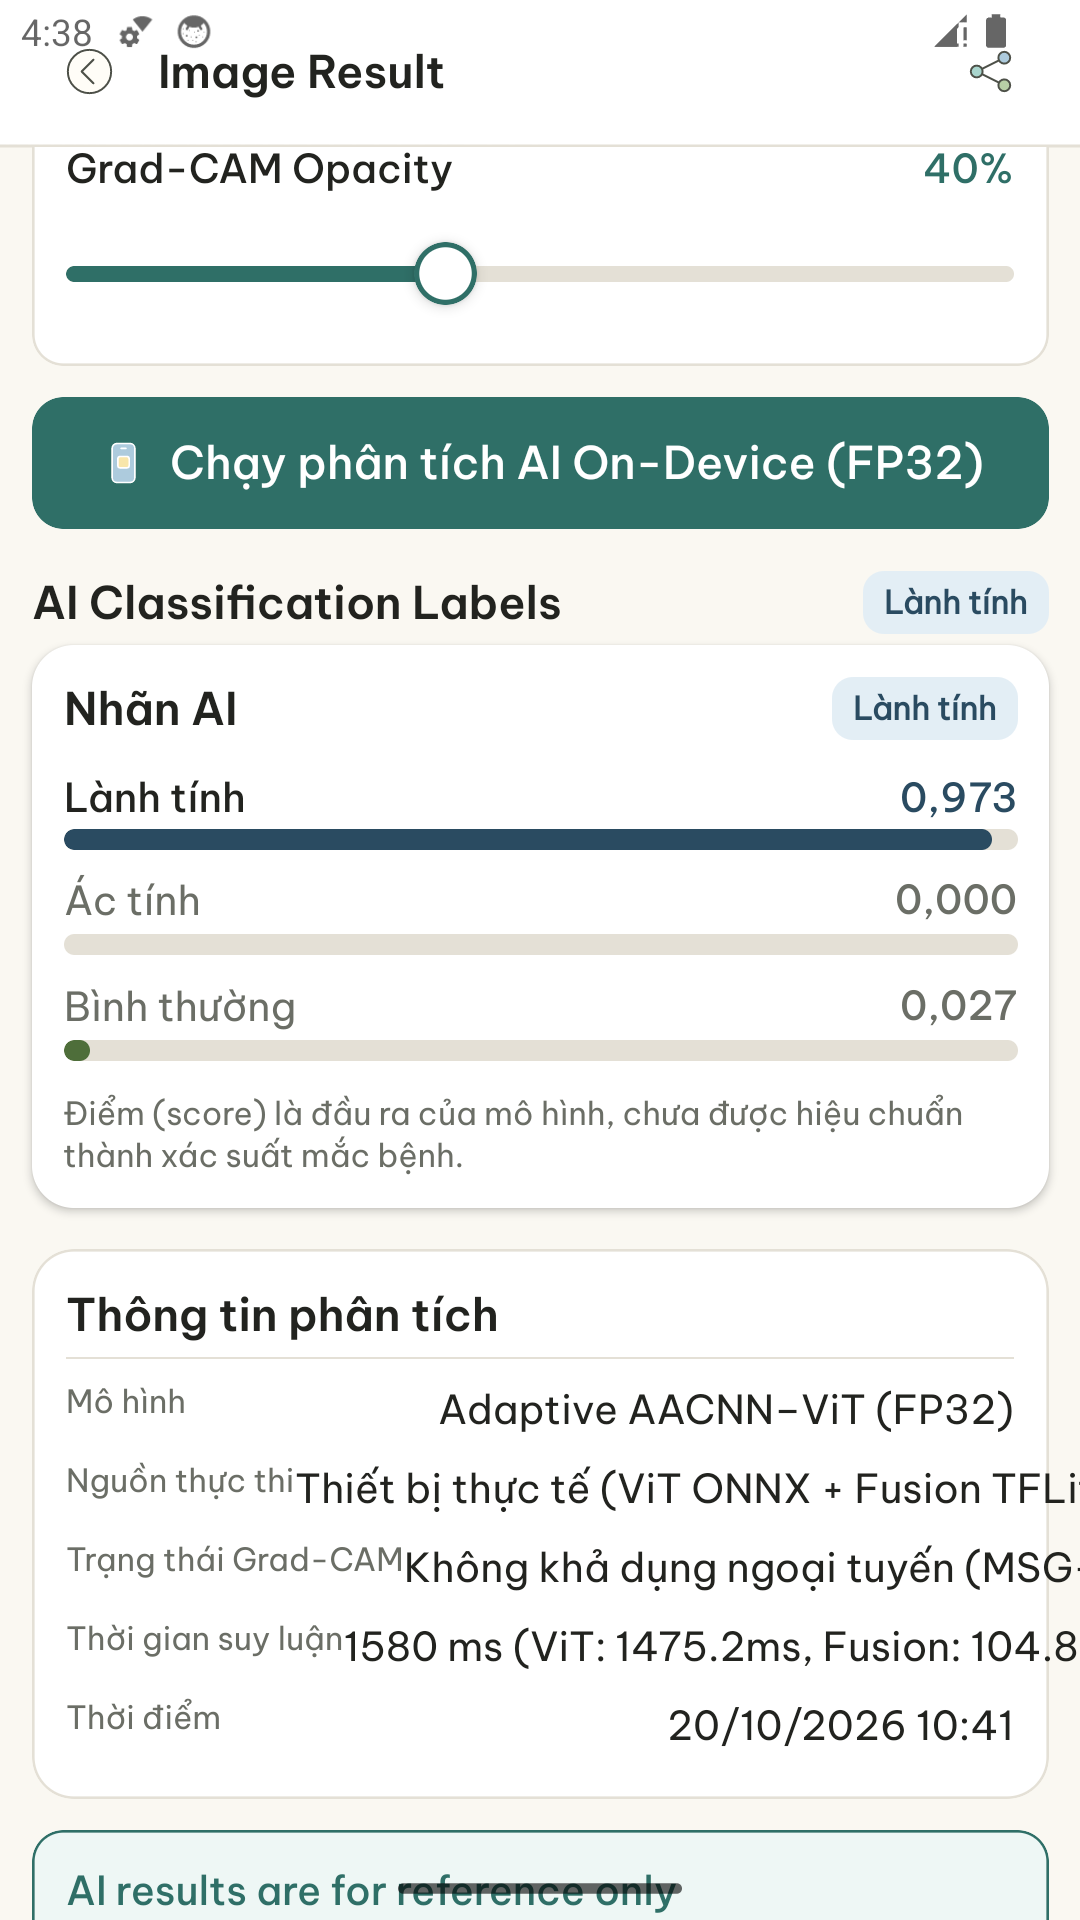 4:38
Image Result
Grad-CAM Opacity 40%
Chạy phân tích AI On-Device (FP32)
AI Classification Labels Lành tính
Nhãn AI Lành tính
Lành tính 0,973
Ác tính 0,000
Bình thường 0,027
Điểm (score) là đầu ra của mô hình, chưa được hiệu chuẩn
thành xác suất mắc bệnh.
Thông tin phân tích
Mô hình Adaptive AACNN-ViT (FP32)
Nguồn thực thi Thiết bị thực tế (ViT ONNX + Fusion TFLi
Trạng thái Grad-CAM Không khả dụng ngoại tuyến (MSG-
Thời gian suy luận 1580 ms (ViT: 1475.2ms, Fusion: 104.8
Thời điểm 20/10/2026 10:41
AI results are for reference only